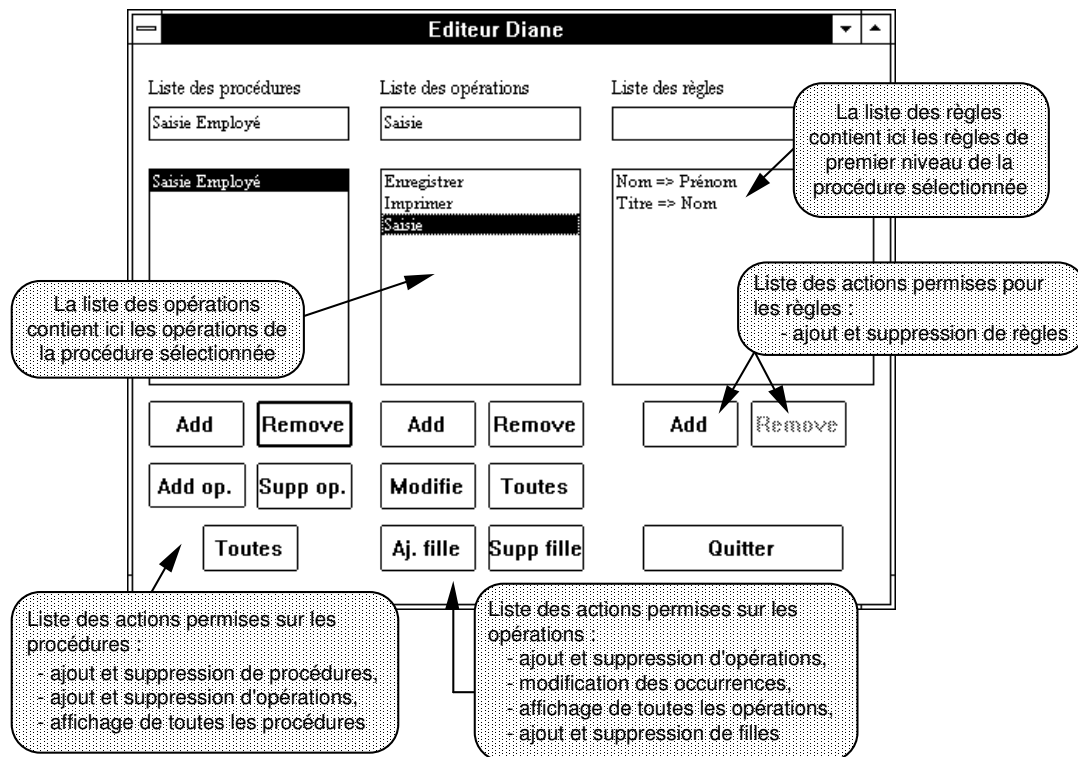 Editeur Diane
Liste des procédures
Liste des opérations
Liste des règles
Saisie Employé
Saisie
La liste des règles
contient ici les règles de
premier niveau de la
procédure sélectionnée
Saisie Employé
Enregistrer
Imprimer
Saisie
Nom => Prénom
Titre => Nom
La liste des opérations
contient ici les opérations de
la procédure sélectionnée
Liste des actions permises pour
les règles :
- ajout et suppression de règles
Add
Remove
Add
Remove
Add
Remove
Add op.
Supp op.
Modifie
Toutes
Toutes
Aj. fille
Supp fille
Quitter
Liste des actions permises sur les
procédures :
- ajout et suppression de procédures,
- ajout et suppression d'opérations,
- affichage de toutes les procédures
Liste des actions permises sur les
opérations :
- ajout et suppression d'opérations,
- modification des occurrences,
- affichage de toutes les opérations,
- ajout et suppression de filles